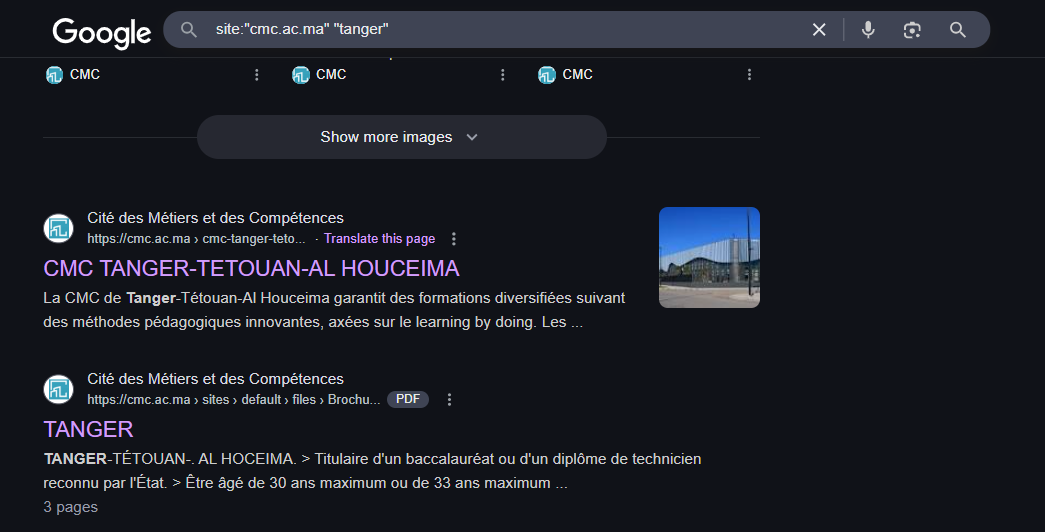 Google
site:"cmc.ac.ma" "tanger"
CMC
CMC
CMC
Show more images
Cité des Métiers et des Compétences
https://cmc.ac.ma › cmc-tanger-teto... · Translate this page
CMC TANGER-TETOUAN-AL HOUCEIMA
La CMC de Tanger-Tétouan-Al Houceima garantit des formations diversifiées suivant
des méthodes pédagogiques innovantes, axées sur le learning by doing. Les ...
Cité des Métiers et des Compétences
https://cmc.ac.ma › sites › default › files › Brochu... PDF
TANGER
TANGER-TÉTOUAN-. AL HOCEIMA. > Titulaire d'un baccalauréat ou d'un diplôme de technicien
reconnu par l'État. > Être âgé de 30 ans maximum ou de 33 ans maximum ...
3 pages